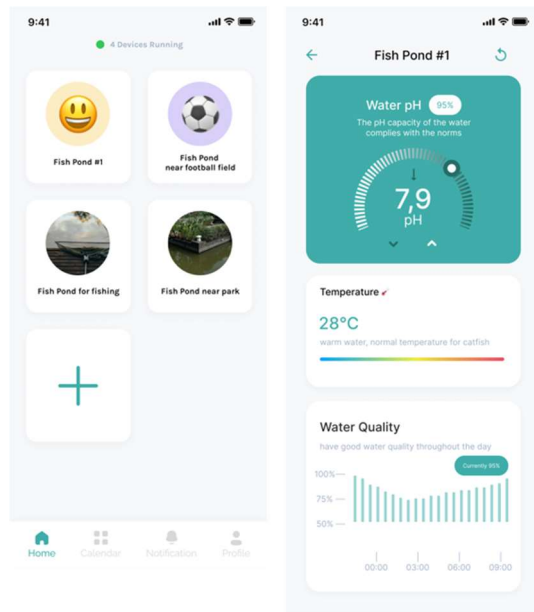 9:41
4 Devices Running
Fish Pond #1
Fish Pond
near football field
Fish Pond for fishing
Fish Pond near park
Home
Calendar
Notification
Profile
9:41
Fish Pond #1
Water pH 95%
The pH capacity of the water
complies with the norms
7,9
pH
Temperature
28°C
warm water, normal temperature for catfish
Water Quality
have good water quality throughout the day
Currently 95%
100%
75%
50%
00:00 03:00 06:00 09:00